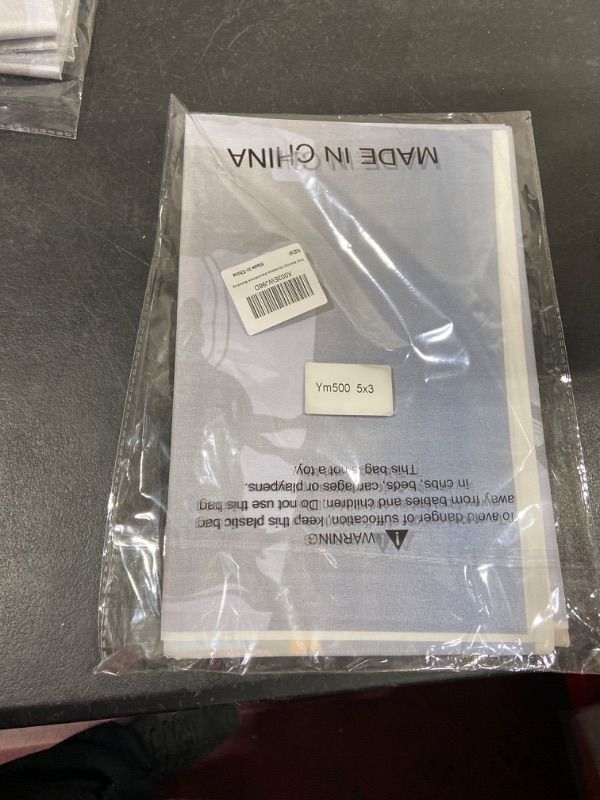 MADE IN CHINA
X003EWJ96D
Made in China
NEW
Ym500 5x3
WARNING
To avoid danger of suffocation, keep this plastic bag
away from babies and children. Do not use this bag
in cribs, beds, carriages or playpens.
This bag is not a toy.